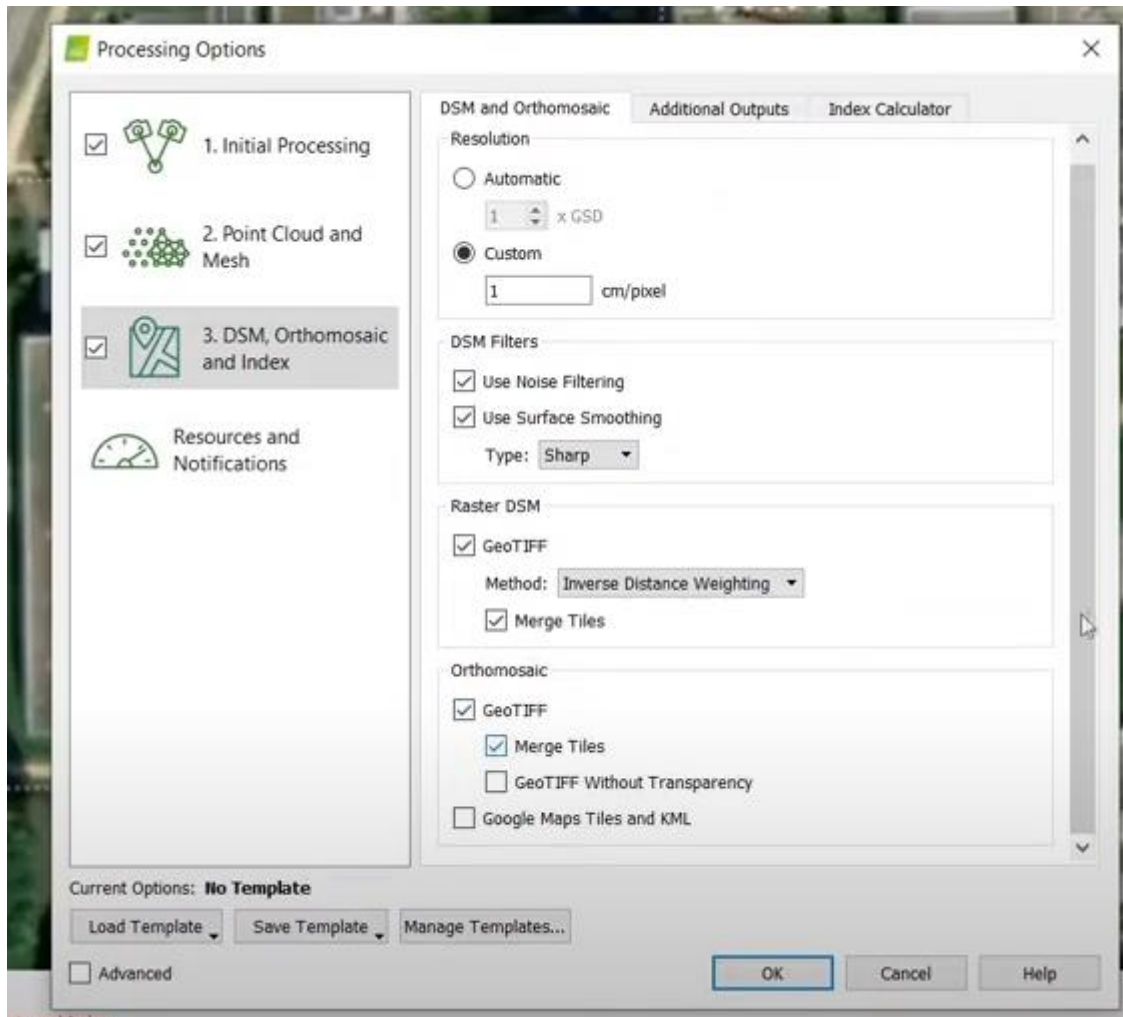 Processing Options
1. Initial Processing
2. Point Cloud and
Mesh
3. DSM, Orthomosaic
and Index
Resources and
Notifications
DSM and Orthomosaic
Additional Outputs
Index Calculator
Resolution
Automatic
1 x GSD
Custom
1 cm/pixel
DSM Filters
Use Noise Filtering
Use Surface Smoothing
Type: Sharp
Raster DSM
GeoTIFF
Method: Inverse Distance Weighting
Merge Tiles
Orthomosaic
GeoTIFF
Merge Tiles
GeoTIFF Without Transparency
Google Maps Tiles and KML
Current Options: No Template
Load Template
Save Template
Manage Templates...
Advanced
OK
Cancel
Help